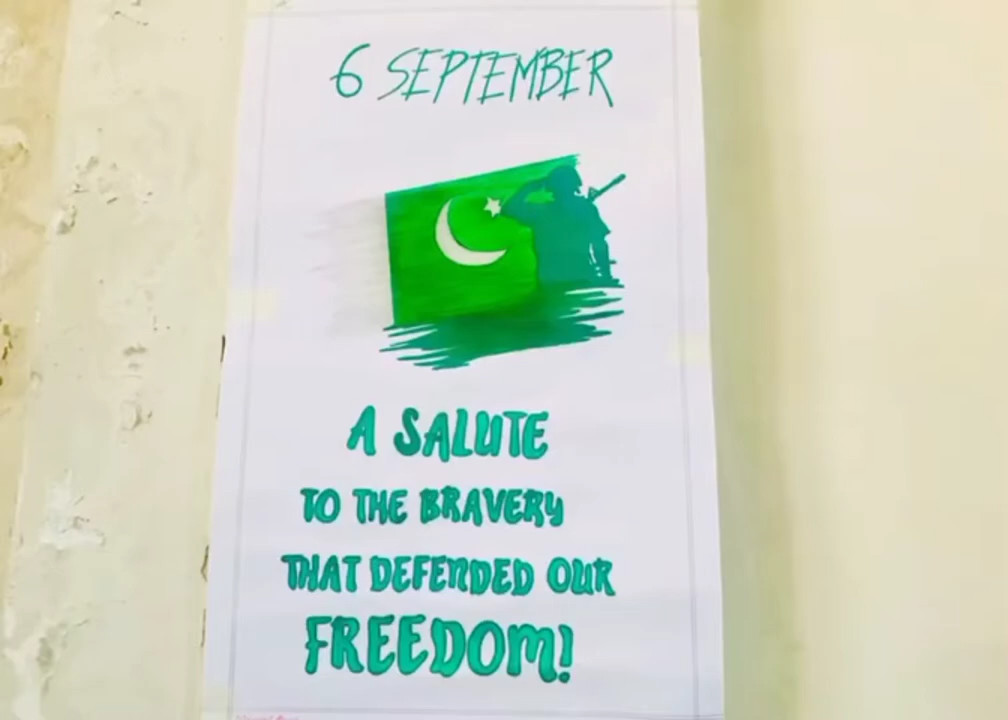 6 SEPTEMBER
A SALUTE
TO THE BRAVERY
THAT DEFENDED OUR
FREEDOM!